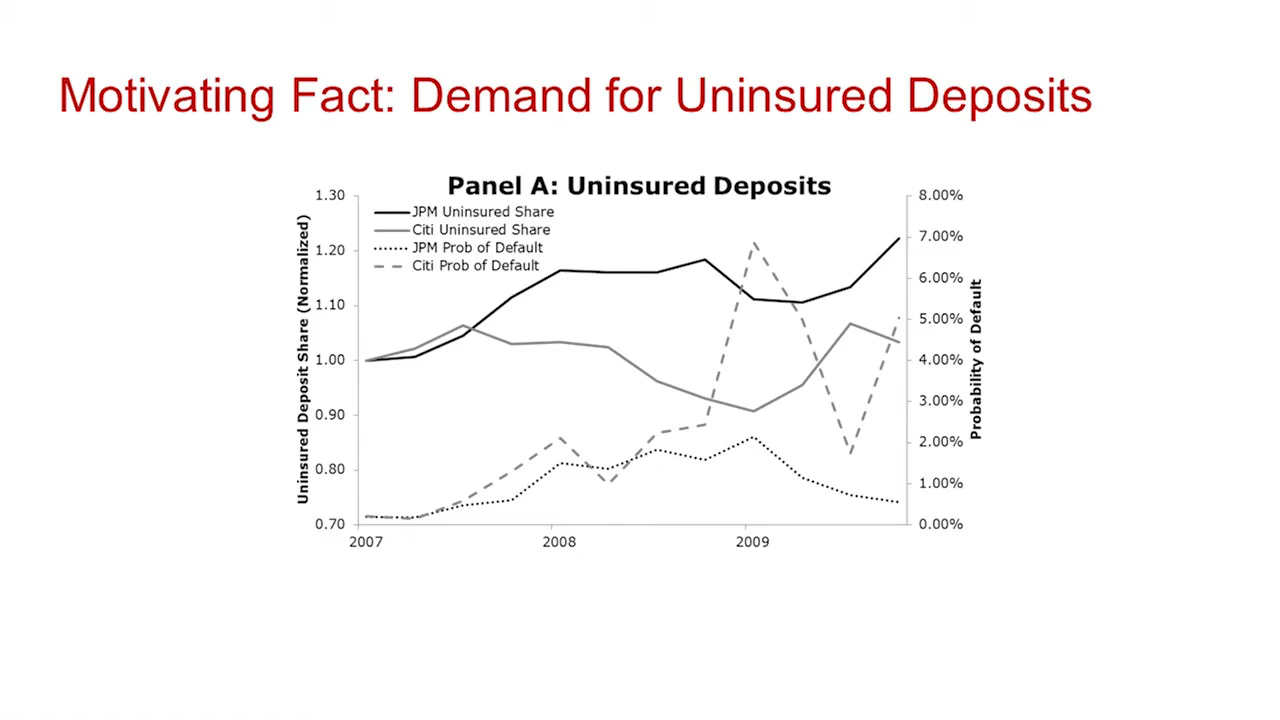 Motivating Fact: Demand for Uninsured Deposits
Panel A: Uninsured Deposits
JPM Uninsured Share
Citi Uninsured Share
JPM Prob of Default
Citi Prob of Default
Uninsured Deposit Share (Normalized)
1.30
1.20
1.10
1.00
0.90
0.80
0.70
8.00%
7.00%
6.00%
5.00%
4.00%
3.00%
2.00%
1.00%
0.00%
Probability of Default
2007
2008
2009